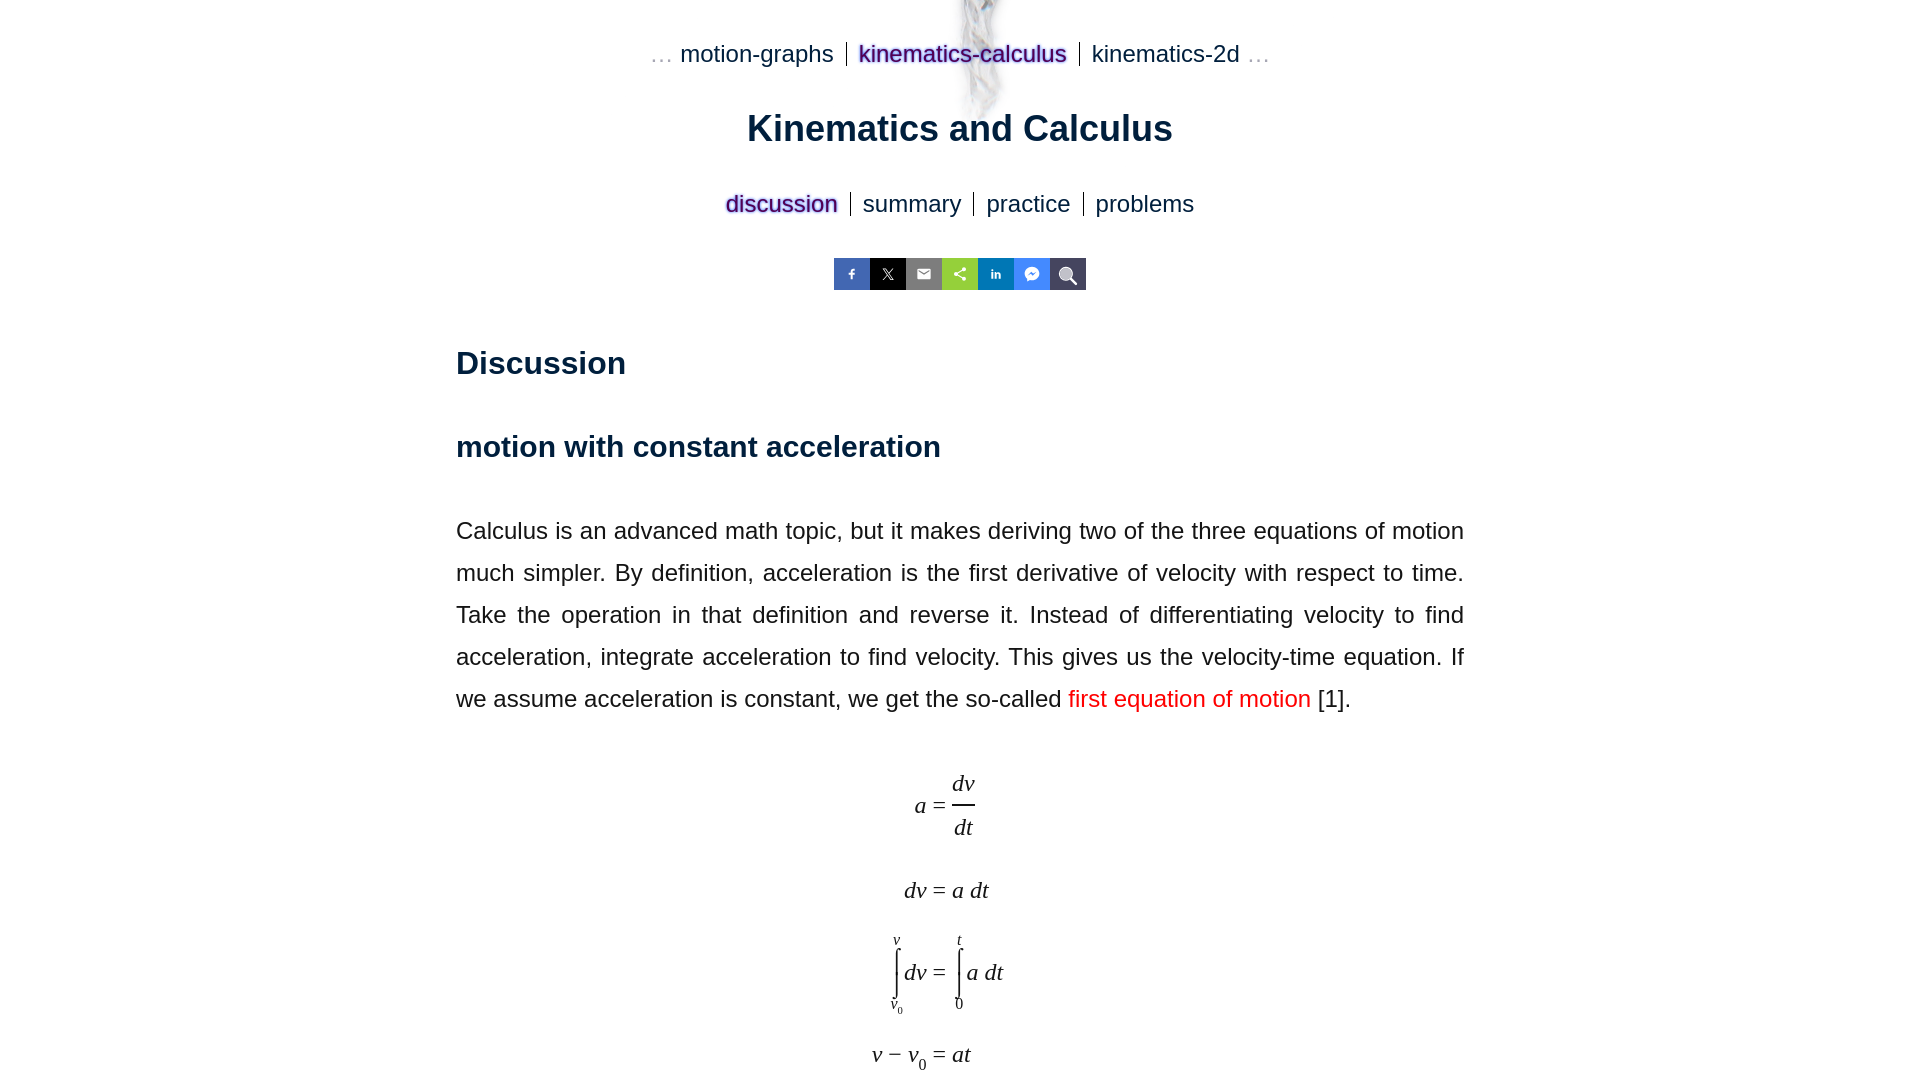 … motion-graphs | kinematics-calculus | kinematics-2d …
Kinematics and Calculus
discussion | summary | practice | problems
Discussion
motion with constant acceleration
Calculus is an advanced math topic, but it makes deriving two of the three equations of motion
much simpler. By definition, acceleration is the first derivative of velocity with respect to time.
Take the operation in that definition and reverse it. Instead of differentiating velocity to find
acceleration, integrate acceleration to find velocity. This gives us the velocity-time equation. If
we assume acceleration is constant, we get the so-called first equation of motion [1].
a = dv/dt
dv = a dt
∫_{v₀}^{v} dv = ∫_{0}^{t} a dt
v − v₀ = at